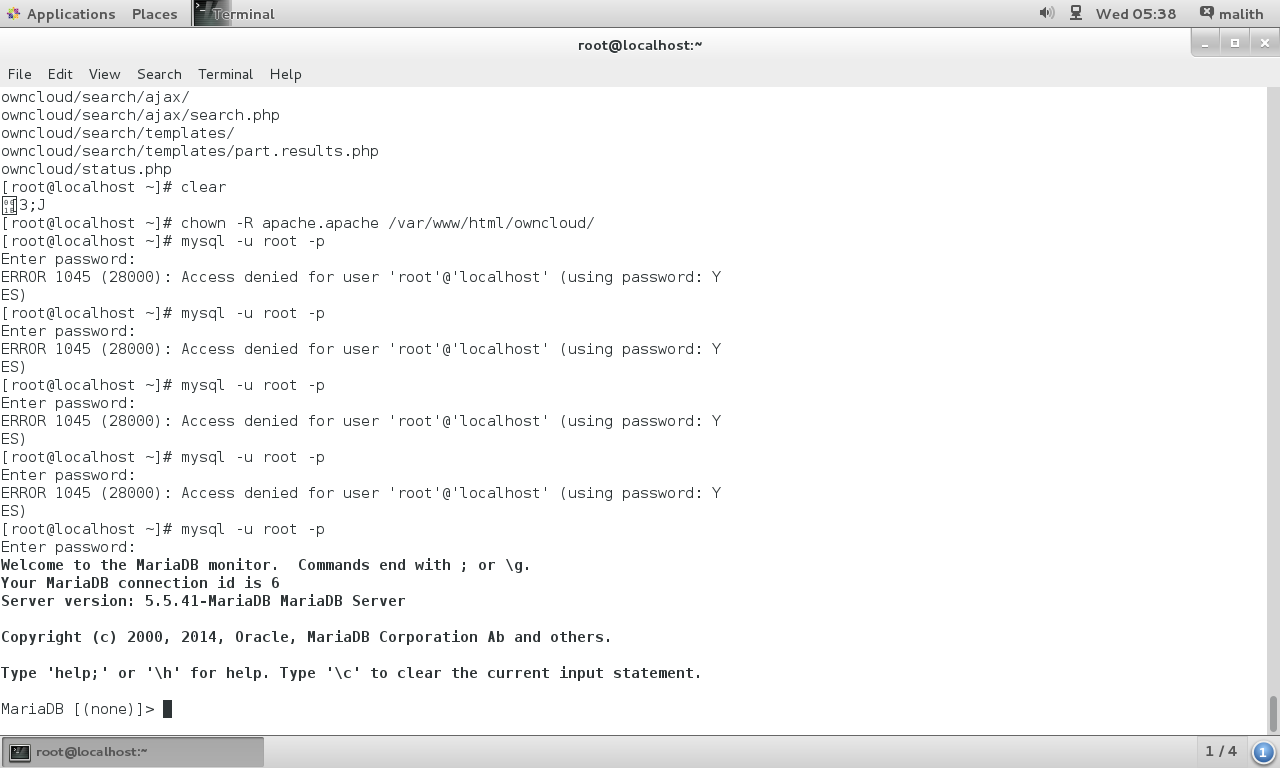 Applications Places Terminal Wed 05:38 malith
root@localhost:~
File Edit View Search Terminal Help
owncloud/search/ajax/
owncloud/search/ajax/search.php
owncloud/search/templates/
owncloud/search/templates/part.results.php
owncloud/status.php
[root@localhost ~]# clear
3;J
[root@localhost ~]# chown -R apache.apache /var/www/html/owncloud/
[root@localhost ~]# mysql -u root -p
Enter password:
ERROR 1045 (28000): Access denied for user 'root'@'localhost' (using password: Y
ES)
[root@localhost ~]# mysql -u root -p
Enter password:
ERROR 1045 (28000): Access denied for user 'root'@'localhost' (using password: Y
ES)
[root@localhost ~]# mysql -u root -p
Enter password:
ERROR 1045 (28000): Access denied for user 'root'@'localhost' (using password: Y
ES)
[root@localhost ~]# mysql -u root -p
Enter password:
ERROR 1045 (28000): Access denied for user 'root'@'localhost' (using password: Y
ES)
[root@localhost ~]# mysql -u root -p
Enter password:
Welcome to the MariaDB monitor.  Commands end with ; or \g.
Your MariaDB connection id is 6
Server version: 5.5.41-MariaDB MariaDB Server
Copyright (c) 2000, 2014, Oracle, MariaDB Corporation Ab and others.
Type 'help;' or '\h' for help. Type '\c' to clear the current input statement.
MariaDB [(none)]>
root@localhost:~ 1 / 4 1